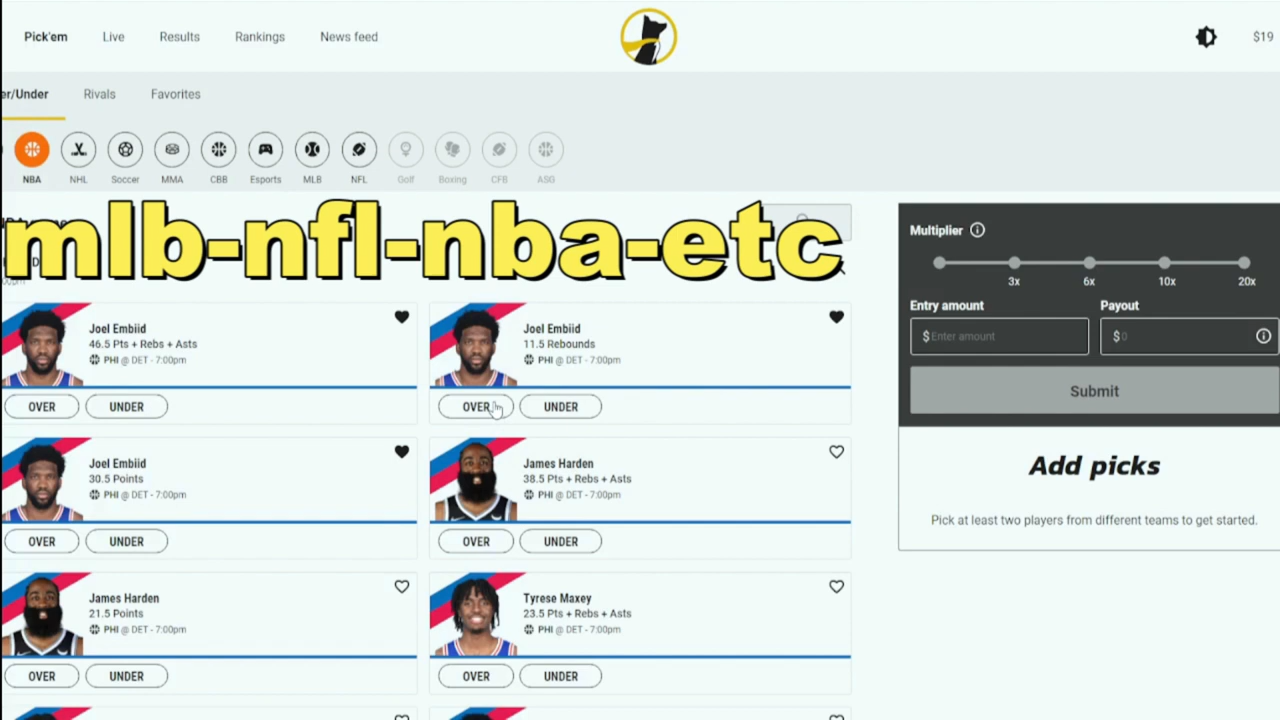 Pick'em Live Results Rankings News feed $19
er/Under Rivals Favorites
NBA NHL Soccer MMA CBB Esports MLB NFL Golf Boxing CFB ASG
mlb-nfl-nba-etc
Multiplier
3x 6x 10x 20x
Entry amount Payout
$ Enter amount $ 0
Submit
Add picks
Pick at least two players from different teams to get started.
Joel Embiid
46.5 Pts + Rebs + Asts
PHI @ DET - 7:00pm
OVER UNDER
Joel Embiid
11.5 Rebounds
PHI @ DET - 7:00pm
OVER UNDER
Joel Embiid
30.5 Points
PHI @ DET - 7:00pm
OVER UNDER
James Harden
38.5 Pts + Rebs + Asts
PHI @ DET - 7:00pm
OVER UNDER
James Harden
21.5 Points
PHI @ DET - 7:00pm
OVER UNDER
Tyrese Maxey
23.5 Pts + Rebs + Asts
PHI @ DET - 7:00pm
OVER UNDER